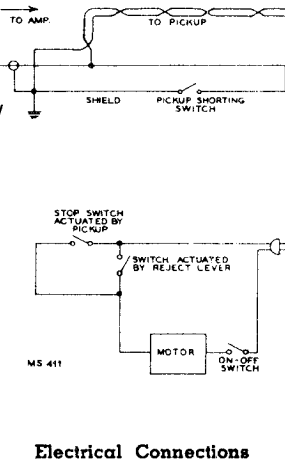 TO AMP.
TO PICKUP
SHIELD
PICKUP SHORTING
SWITCH
STOP SWITCH
ACTUATED BY
PICKUP
SWITCH ACTUATED
BY REJECT LEVER
MOTOR
ON-OFF
SWITCH
MS 411
Electrical Connections